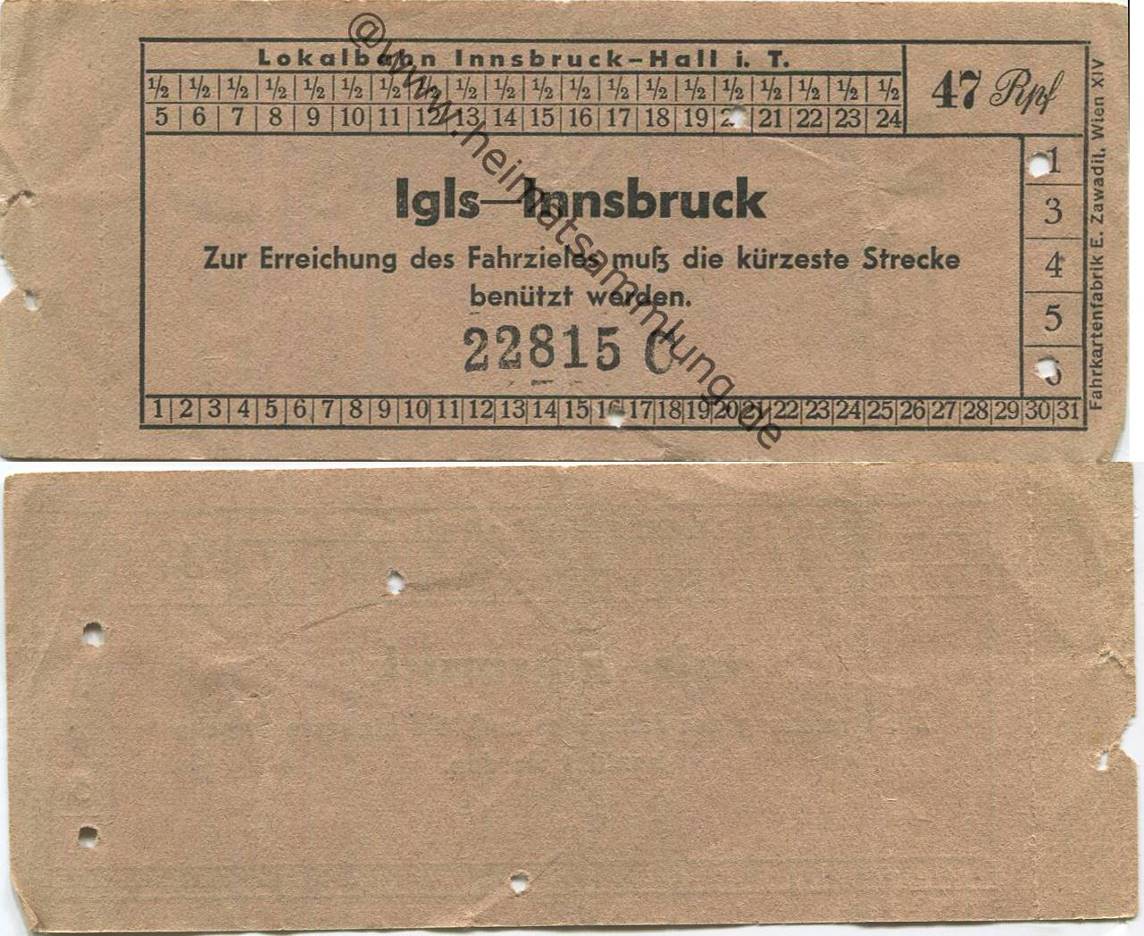 Lokalbahn Innsbruck-Hall i. T.
½ ½ ½ ½ ½ ½ ½ ½ ½ ½ ½ ½ ½ ½ ½ ½ ½ ½ ½ ½
5 6 7 8 9 10 11 12 13 14 15 16 17 18 19 2 21 22 23 24
47 Rpf
1
3
4
5
6
Igls—Innsbruck
Zur Erreichung des Fahrzieles muß die kürzeste Strecke
benützt werden.
22815 C
1 2 3 4 5 6 7 8 9 10 11 12 13 14 15 16 17 18 19 20 21 22 23 24 25 26 27 28 29 30 31
Fahrkartenfabrik E. Zawadil, Wien XIV
@www.heimatsammlung.de